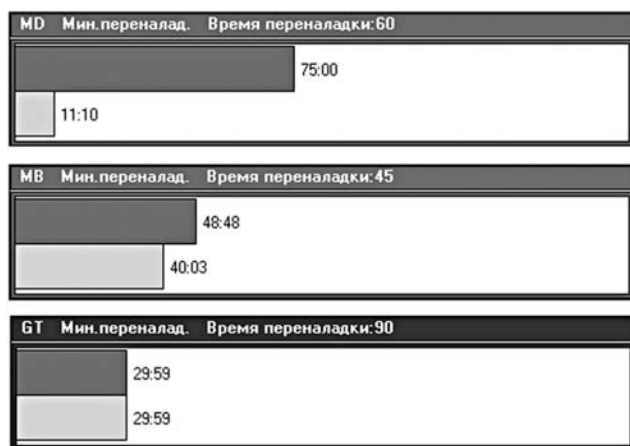 MD Мин.переналад. Время переналадки:60
75:00
11:10
MB Мин.переналад. Время переналадки:45
48:48
40:03
GT Мин.переналад. Время переналадки:90
29:59
29:59